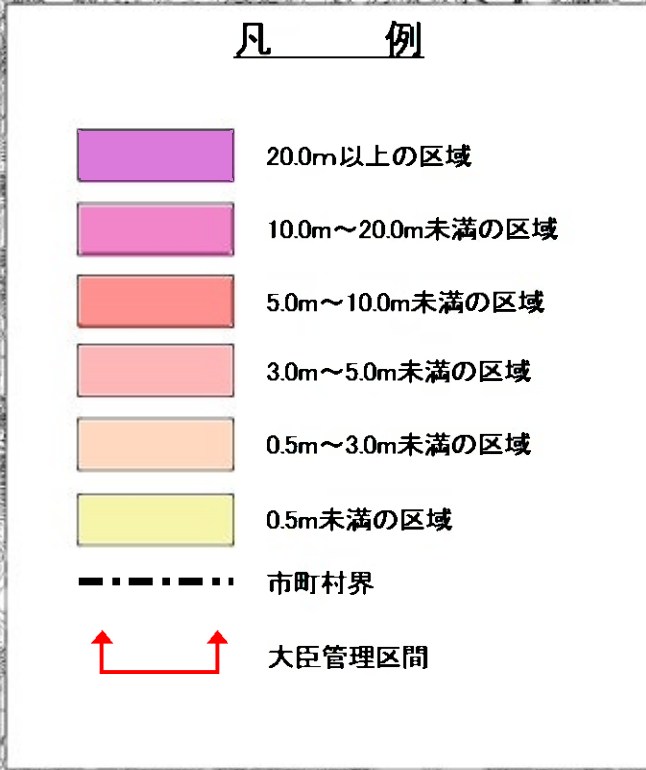 凡　例
20.0m以上の区域
10.0m～20.0m未満の区域
5.0m～10.0m未満の区域
3.0m～5.0m未満の区域
0.5m～3.0m未満の区域
0.5m未満の区域
市町村界
大臣管理区間